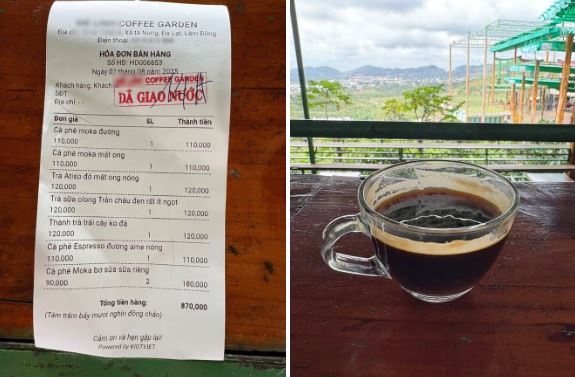 COFFEE GARDEN
Xã tà Nung, Đa Lạt, Lâm Đồng
Điện thoại:
HÓA ĐƠN BÁN HÀNG
Số HĐ: HD006653
Ngày 02 tháng 08 năm 2025
Khách hàng: Khách
COFFEE GARDEN
ĐÃ GIAO NƯỚC
SĐT
Địa chỉ - -
Đơn giá SL Thành tiền
Cà phê moka đường
110,000 1 110,000
Cà phê moka mật ong
110,000 1 110,000
Trà Atiso đỏ mật ong nóng
120,000 1 120,000
Trà sữa olong Trân châu đen rất ít ngọt
120,000 1 120,000
Thanh trà trái cây ko đá
120,000 1 120,000
Cà phê Espresso đường ame nóng
110,000 1 110,000
Cà phê Moka bơ sữa sữa riêng
90,000 2 180,000
Tổng tiền hàng: 870,000
(Tám trăm bảy mươi nghìn đồng chẵn)
Cảm ơn và hẹn gặp lại!
Powered by KIOTVIET.